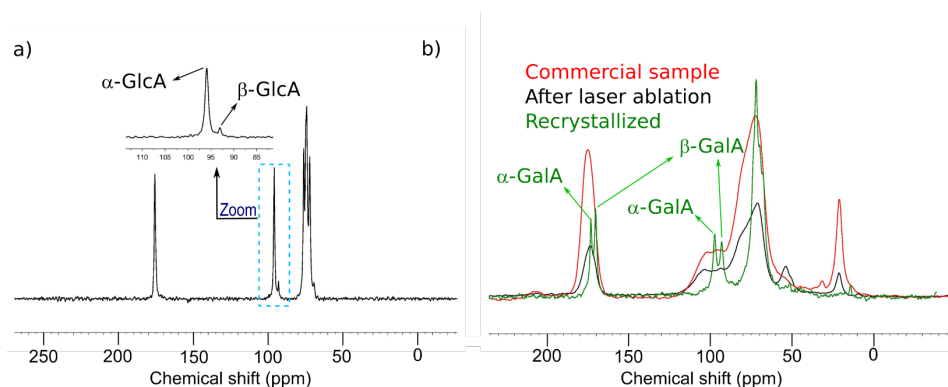 a)
α-GlcA
β-GlcA
110 105 100 95 90 85
Zoom
250 200 150 100 50 0
Chemical shift (ppm)
b)
Commercial sample
After laser ablation
Recrystallized
β-GalA
α-GalA
α-GalA
200 150 100 50 0
Chemical shift (ppm)